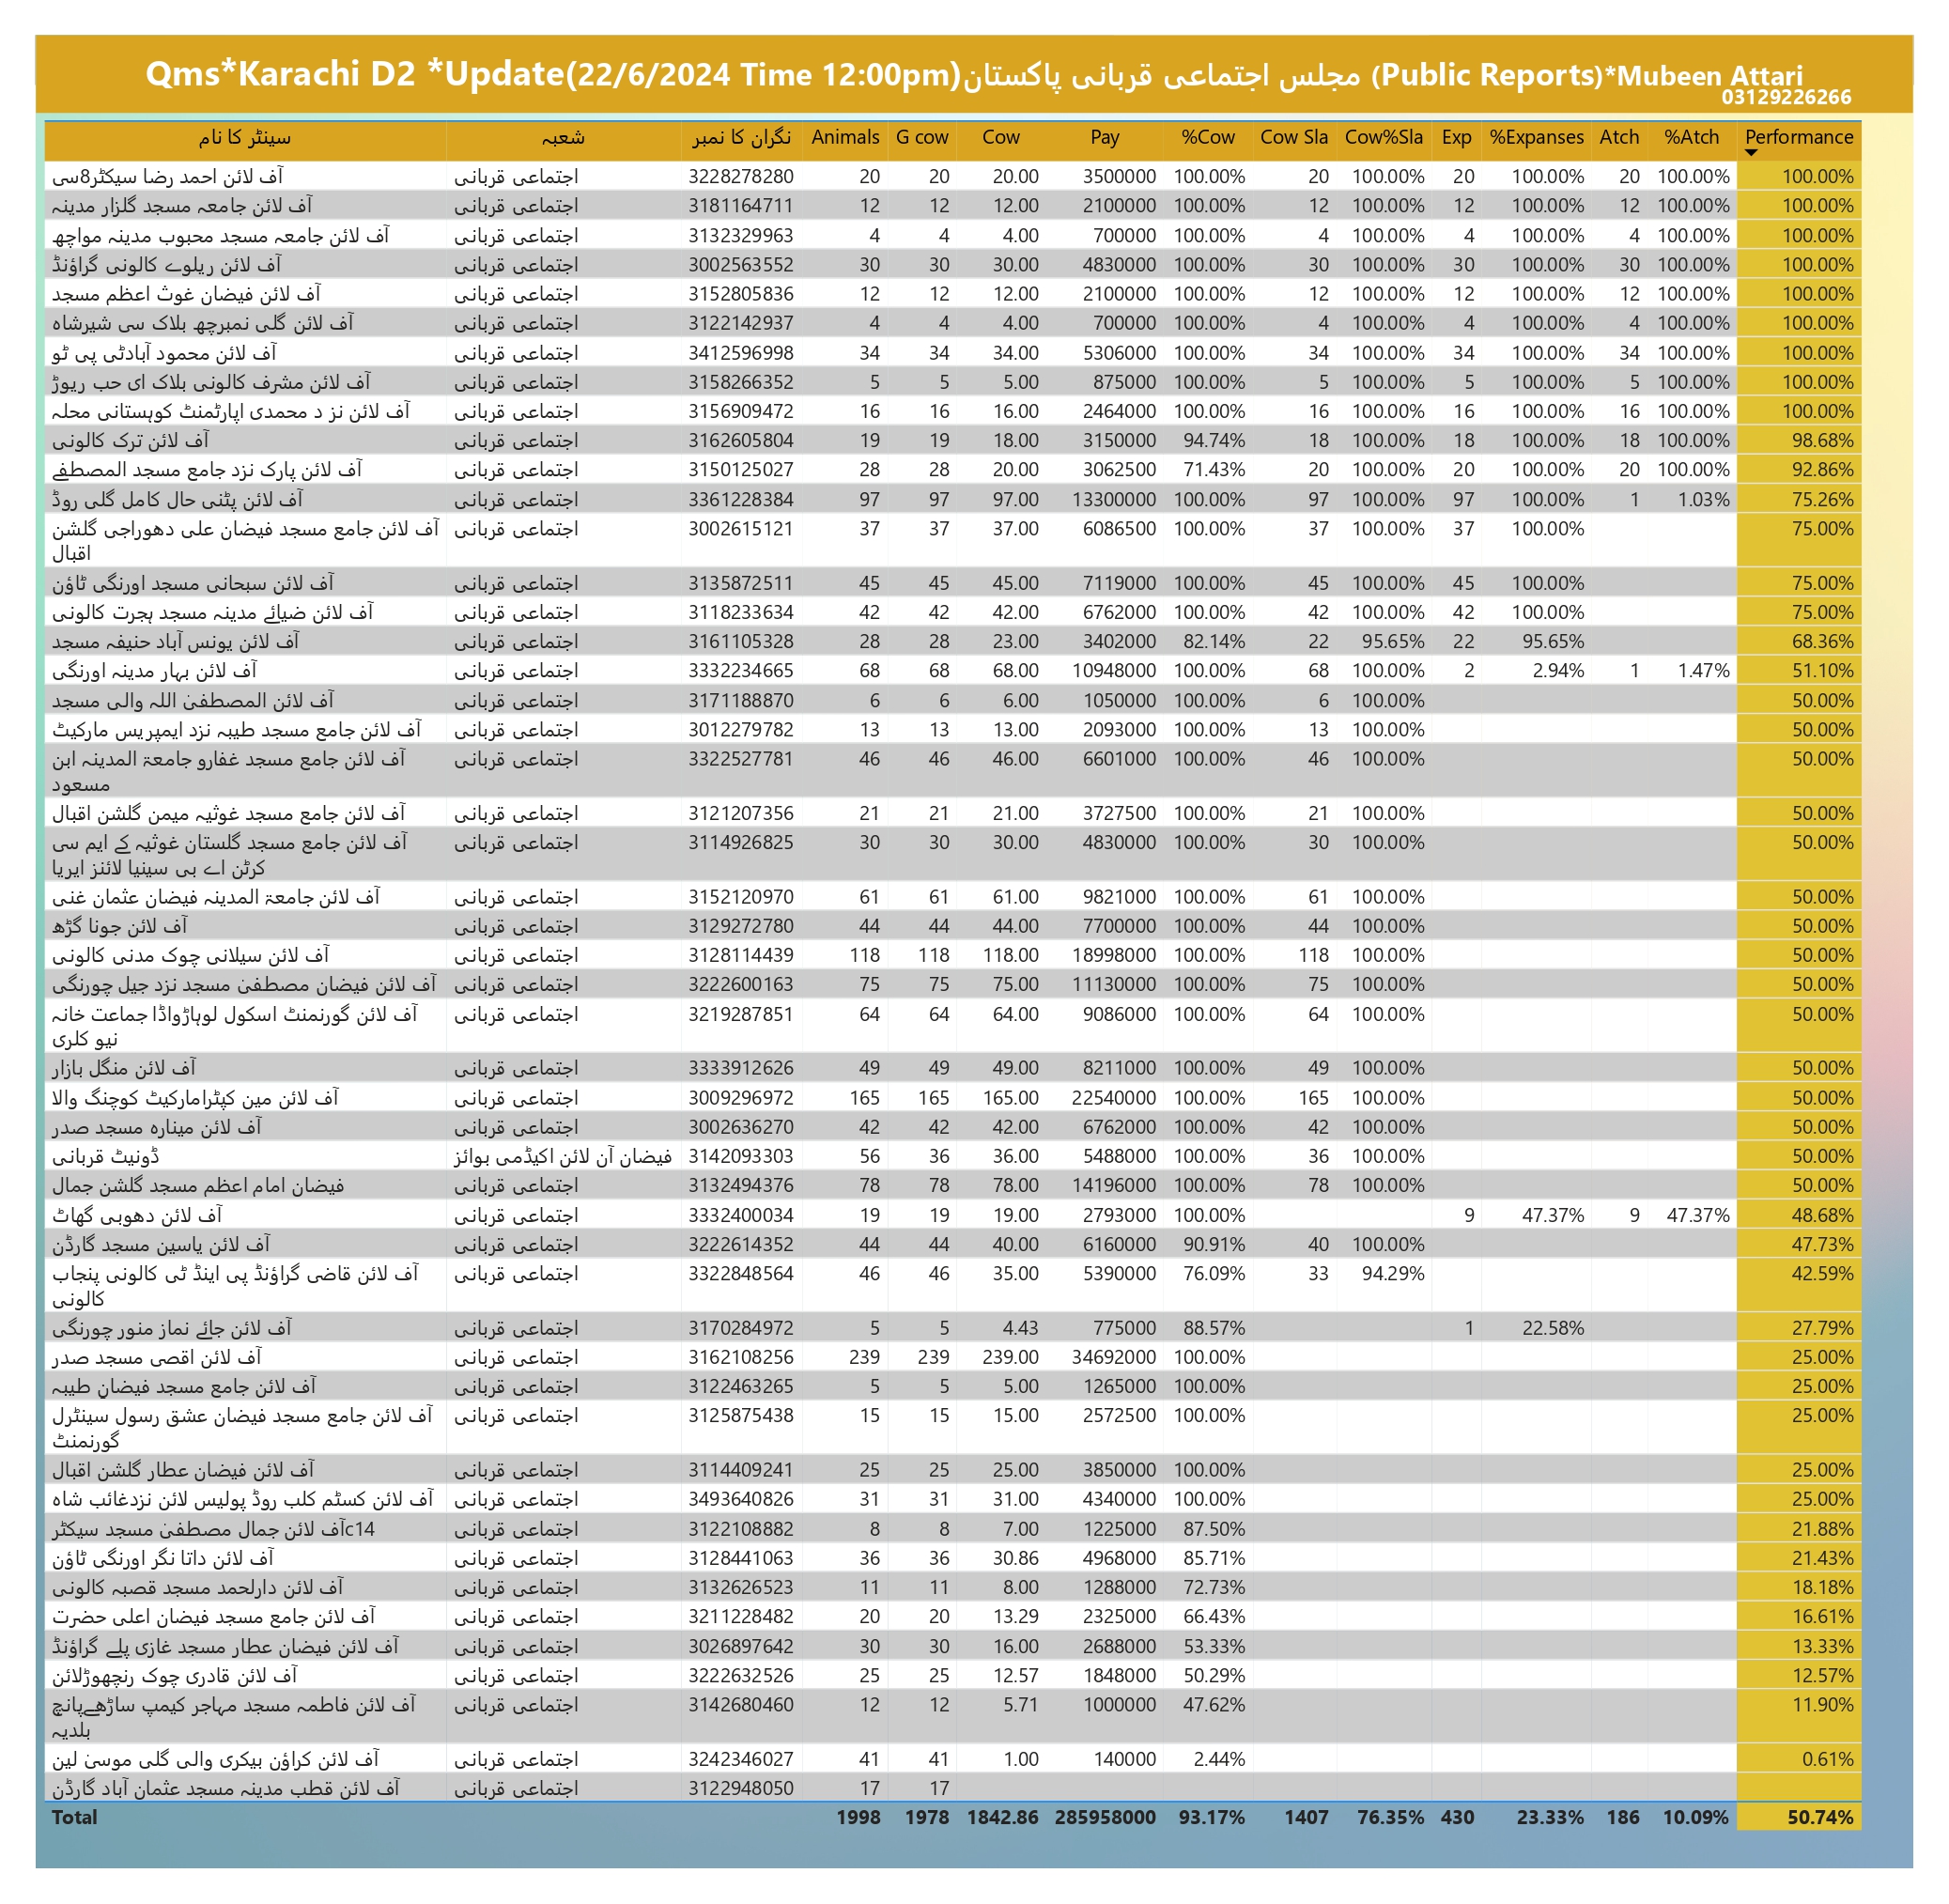 Qms*Karachi D2 *Update(22/6/2024 Time 12:00pm)مجلس اجتماعی قربانی پاکستان (Public Reports)*Mubeen Attari
03129226266
سینٹر کا نام شعبہ نگران کا نمبر Animals G cow Cow Pay %Cow Cow Sla Cow%Sla Exp %Expanses Atch %Atch Performance
آف لائن احمد رضا سیکٹر8سی اجتماعی قربانی 3228278280 20 20 20.00 3500000 100.00% 20 100.00% 20 100.00% 20 100.00% 100.00%
آف لائن جامعہ مسجد گلزار مدینہ اجتماعی قربانی 3181164711 12 12 12.00 2100000 100.00% 12 100.00% 12 100.00% 12 100.00% 100.00%
آف لائن جامعہ مسجد محبوب مدینہ مواچھ اجتماعی قربانی 3132329963 4 4 4.00 700000 100.00% 4 100.00% 4 100.00% 4 100.00% 100.00%
آف لائن ریلوے کالونی گراؤنڈ اجتماعی قربانی 3002563552 30 30 30.00 4830000 100.00% 30 100.00% 30 100.00% 30 100.00% 100.00%
آف لائن فیضان غوث اعظم مسجد اجتماعی قربانی 3152805836 12 12 12.00 2100000 100.00% 12 100.00% 12 100.00% 12 100.00% 100.00%
آف لائن گلی نمبرچھ بلاک سی شیرشاہ اجتماعی قربانی 3122142937 4 4 4.00 700000 100.00% 4 100.00% 4 100.00% 4 100.00% 100.00%
آف لائن محمود آبادٹی پی ٹو اجتماعی قربانی 3412596998 34 34 34.00 5306000 100.00% 34 100.00% 34 100.00% 34 100.00% 100.00%
آف لائن مشرف کالونی بلاک ای حب ریوڑ اجتماعی قربانی 3158266352 5 5 5.00 875000 100.00% 5 100.00% 5 100.00% 5 100.00% 100.00%
آف لائن نز د محمدی اپارٹمنٹ کوہستانی محلہ اجتماعی قربانی 3156909472 16 16 16.00 2464000 100.00% 16 100.00% 16 100.00% 16 100.00% 100.00%
آف لائن ترک کالونی اجتماعی قربانی 3162605804 19 19 18.00 3150000 94.74% 18 100.00% 18 100.00% 18 100.00% 98.68%
آف لائن پارک نزد جامع مسجد المصطفے اجتماعی قربانی 3150125027 28 28 20.00 3062500 71.43% 20 100.00% 20 100.00% 20 100.00% 92.86%
آف لائن پٹنی حال کامل گلی روڈ اجتماعی قربانی 3361228384 97 97 97.00 13300000 100.00% 97 100.00% 97 100.00% 1 1.03% 75.26%
آف لائن جامع مسجد فیضان علی دھوراجی گلشن اجتماعی قربانی 3002615121 37 37 37.00 6086500 100.00% 37 100.00% 37 100.00% 75.00%
اقبال
آف لائن سبحانی مسجد اورنگی ٹاؤن اجتماعی قربانی 3135872511 45 45 45.00 7119000 100.00% 45 100.00% 45 100.00% 75.00%
آف لائن ضیائے مدینہ مسجد ہجرت کالونی اجتماعی قربانی 3118233634 42 42 42.00 6762000 100.00% 42 100.00% 42 100.00% 75.00%
آف لائن یونس آباد حنیفہ مسجد اجتماعی قربانی 3161105328 28 28 23.00 3402000 82.14% 22 95.65% 22 95.65% 68.36%
آف لائن بہار مدینہ اورنگی اجتماعی قربانی 3332234665 68 68 68.00 10948000 100.00% 68 100.00% 2 2.94% 1 1.47% 51.10%
آف لائن المصطفیٰ اللہ والی مسجد اجتماعی قربانی 3171188870 6 6 6.00 1050000 100.00% 6 100.00% 50.00%
آف لائن جامع مسجد طیبہ نزد ایمپریس مارکیٹ اجتماعی قربانی 3012279782 13 13 13.00 2093000 100.00% 13 100.00% 50.00%
آف لائن جامع مسجد غفارو جامعۃ المدینہ ابن اجتماعی قربانی 3322527781 46 46 46.00 6601000 100.00% 46 100.00% 50.00%
مسعود
آف لائن جامع مسجد غوثیہ میمن گلشن اقبال اجتماعی قربانی 3121207356 21 21 21.00 3727500 100.00% 21 100.00% 50.00%
آف لائن جامع مسجد گلستان غوثیہ کے ایم سی اجتماعی قربانی 3114926825 30 30 30.00 4830000 100.00% 30 100.00% 50.00%
کرٹن اے بی سینیا لائنز ایریا
آف لائن جامعۃ المدینہ فیضان عثمان غنی اجتماعی قربانی 3152120970 61 61 61.00 9821000 100.00% 61 100.00% 50.00%
آف لائن جونا گڑھ اجتماعی قربانی 3129272780 44 44 44.00 7700000 100.00% 44 100.00% 50.00%
آف لائن سیلانی چوک مدنی کالونی اجتماعی قربانی 3128114439 118 118 118.00 18998000 100.00% 118 100.00% 50.00%
آف لائن فیضان مصطفیٰ مسجد نزد جیل چورنگی اجتماعی قربانی 3222600163 75 75 75.00 11130000 100.00% 75 100.00% 50.00%
آف لائن گورنمنٹ اسکول لوہاڑواڈا جماعت خانہ اجتماعی قربانی 3219287851 64 64 64.00 9086000 100.00% 64 100.00% 50.00%
نیو کلری
آف لائن منگل بازار اجتماعی قربانی 3333912626 49 49 49.00 8211000 100.00% 49 100.00% 50.00%
آف لائن مین کپٹرامارکیٹ کوچنگ والا اجتماعی قربانی 3009296972 165 165 165.00 22540000 100.00% 165 100.00% 50.00%
آف لائن مینارہ مسجد صدر اجتماعی قربانی 3002636270 42 42 42.00 6762000 100.00% 42 100.00% 50.00%
ڈونیٹ قربانی فیضان آن لائن اکیڈمی بوائز 3142093303 56 36 36.00 5488000 100.00% 36 100.00% 50.00%
فیضان امام اعظم مسجد گلشن جمال اجتماعی قربانی 3132494376 78 78 78.00 14196000 100.00% 78 100.00% 50.00%
آف لائن دھوبی گھاٹ اجتماعی قربانی 3332400034 19 19 19.00 2793000 100.00% 9 47.37% 9 47.37% 48.68%
آف لائن یاسین مسجد گارڈن اجتماعی قربانی 3222614352 44 44 40.00 6160000 90.91% 40 100.00% 47.73%
آف لائن قاضی گراؤنڈ پی اینڈ ٹی کالونی پنجاب اجتماعی قربانی 3322848564 46 46 35.00 5390000 76.09% 33 94.29% 42.59%
کالونی
آف لائن جائے نماز منور چورنگی اجتماعی قربانی 3170284972 5 5 4.43 775000 88.57% 1 22.58% 27.79%
آف لائن اقصی مسجد صدر اجتماعی قربانی 3162108256 239 239 239.00 34692000 100.00% 25.00%
آف لائن جامع مسجد فیضان طیبہ اجتماعی قربانی 3122463265 5 5 5.00 1265000 100.00% 25.00%
آف لائن جامع مسجد فیضان عشق رسول سینٹرل اجتماعی قربانی 3125875438 15 15 15.00 2572500 100.00% 25.00%
گورنمنٹ
آف لائن فیضان عطار گلشن اقبال اجتماعی قربانی 3114409241 25 25 25.00 3850000 100.00% 25.00%
آف لائن کسٹم کلب روڈ پولیس لائن نزدغائب شاہ اجتماعی قربانی 3493640826 31 31 31.00 4340000 100.00% 25.00%
آف لائن جمال مصطفیٰ مسجد سیکٹرc14 اجتماعی قربانی 3122108882 8 8 7.00 1225000 87.50% 21.88%
آف لائن داتا نگر اورنگی ٹاؤن اجتماعی قربانی 3128441063 36 36 30.86 4968000 85.71% 21.43%
آف لائن دارلحمد مسجد قصبہ کالونی اجتماعی قربانی 3132626523 11 11 8.00 1288000 72.73% 18.18%
آف لائن جامع مسجد فیضان اعلی حضرت اجتماعی قربانی 3211228482 20 20 13.29 2325000 66.43% 16.61%
آف لائن فیضان عطار مسجد غازی پلے گراؤنڈ اجتماعی قربانی 3026897642 30 30 16.00 2688000 53.33% 13.33%
آف لائن قادری چوک رنچھوڑلائن اجتماعی قربانی 3222632526 25 25 12.57 1848000 50.29% 12.57%
آف لائن فاطمہ مسجد مہاجر کیمپ ساڑھےپانچ اجتماعی قربانی 3142680460 12 12 5.71 1000000 47.62% 11.90%
بلدیہ
آف لائن کراؤن بیکری والی گلی موسیٰ لین اجتماعی قربانی 3242346027 41 41 1.00 140000 2.44% 0.61%
آف لائن قطب مدینہ مسجد عثمان آباد گارڈن اجتماعی قربانی 3122948050 17 17
Total 1998 1978 1842.86 285958000 93.17% 1407 76.35% 430 23.33% 186 10.09% 50.74%